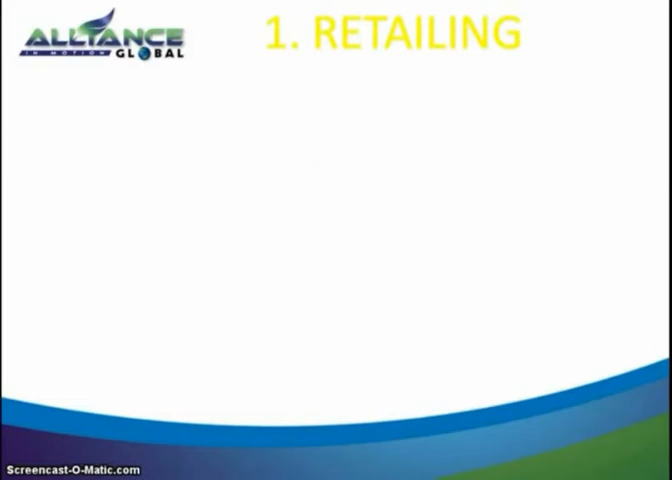 ALLIANCE
IN MOTION GLOBAL
1. RETAILING
Screencast-O-Matic.com